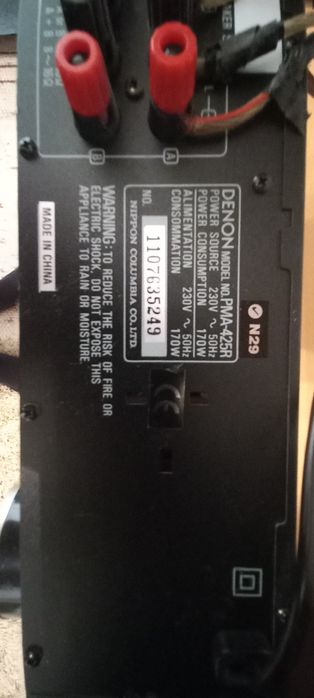 A + B 8 ~ 16Ω
B
A
L
N29
DENON MODEL NO. PMA-425R
POWER SOURCE 230V ~ 50Hz
POWER CONSUMPTION 170W
ALIMENTATION 230V ~ 50Hz
CONSOMMATION 170W
NO. 1107635249
NIPPON COLUMBIA CO.,LTD.
WARNING: TO REDUCE THE RISK OF FIRE OR
ELECTRIC SHOCK, DO NOT EXPOSE THIS
APPLIANCE TO RAIN OR MOISTURE.
MADE IN CHINA